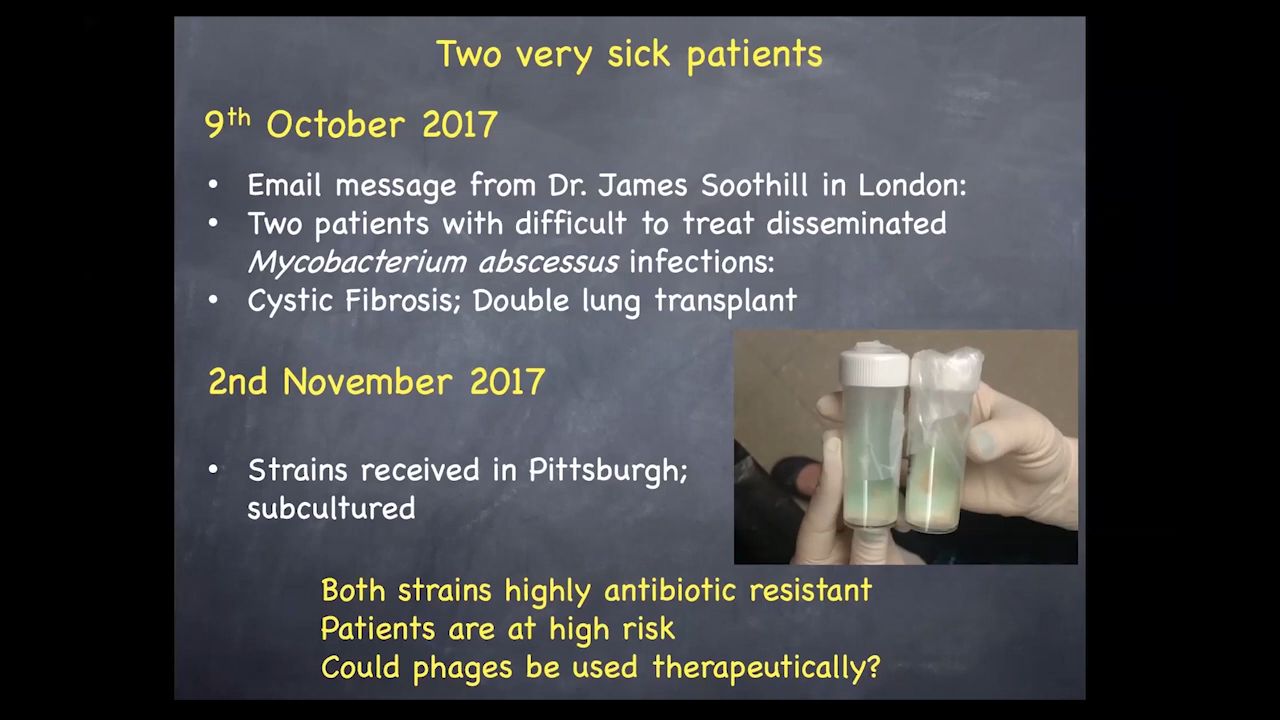 Two very sick patients
9th October 2017
• Email message from Dr. James Soothill in London:
• Two patients with difficult to treat disseminated
Mycobacterium abscessus infections:
• Cystic Fibrosis; Double lung transplant
2nd November 2017
• Strains received in Pittsburgh;
subcultured
Both strains highly antibiotic resistant
Patients are at high risk
Could phages be used therapeutically?